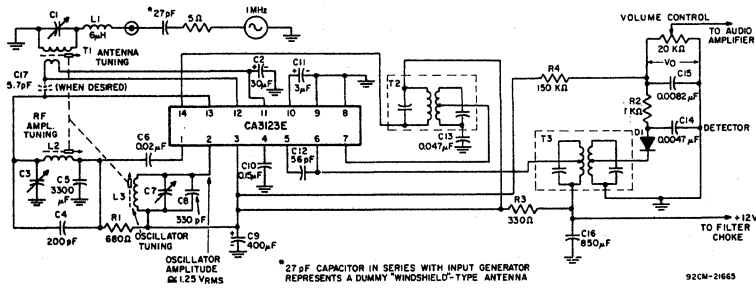 C1
L1
6μH
*27pF
5Ω
1MHz
T1
ANTENNA
TUNING
C17
5.7pF
(WHEN DESIRED)
C2
30μF
C11
3μF
VOLUME CONTROL
TO AUDIO
AMPLIFIER
20 KΩ
VO
C15
0.0082μF
R4
150 KΩ
R2
1KΩ
C14
0.0047μF
D1
DETECTOR
T2
C13
0.047μF
T3
14 13 12 11 10 9 8
CA3123E
1 2 3 4 5 6 7
RF
AMPL.
TUNING
L2
C6
0.02μF
C3
C5
3300
μF
L3
C7
C8
330 pF
C10
0.15μF
C12
56pF
C4
200pF
R1
680Ω
OSCILLATOR
TUNING
OSCILLATOR
AMPLITUDE
≅ 1.25 VRMS
C9
400μF
R3
330Ω
C16
850μF
+12V
TO FILTER
CHOKE
*27 pF CAPACITOR IN SERIES WITH INPUT GENERATOR
REPRESENTS A DUMMY "WINDSHIELD"-TYPE ANTENNA
92CM-21665